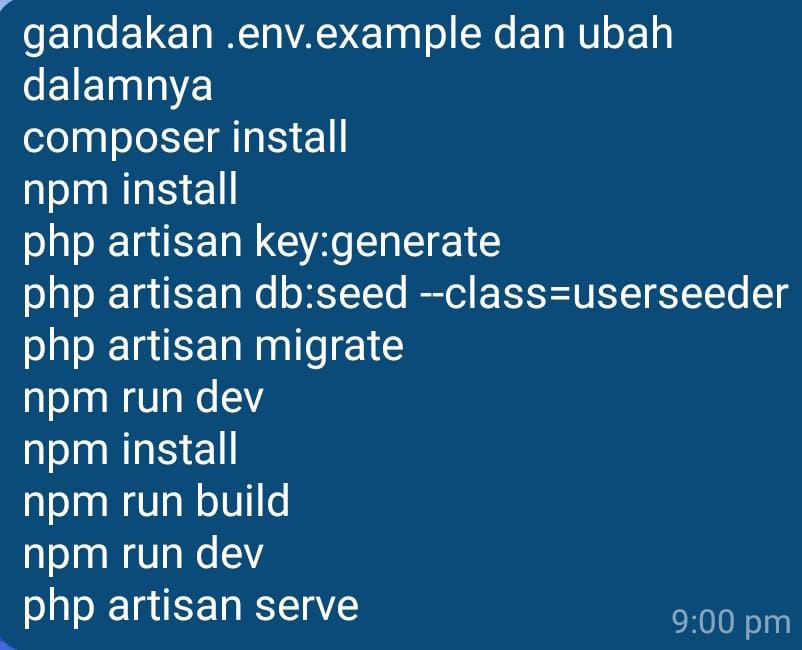 gandakan .env.example dan ubah
dalamnya
composer install
npm install
php artisan key:generate
php artisan db:seed --class=userseeder
php artisan migrate
npm run dev
npm install
npm run build
npm run dev
php artisan serve
9:00 pm